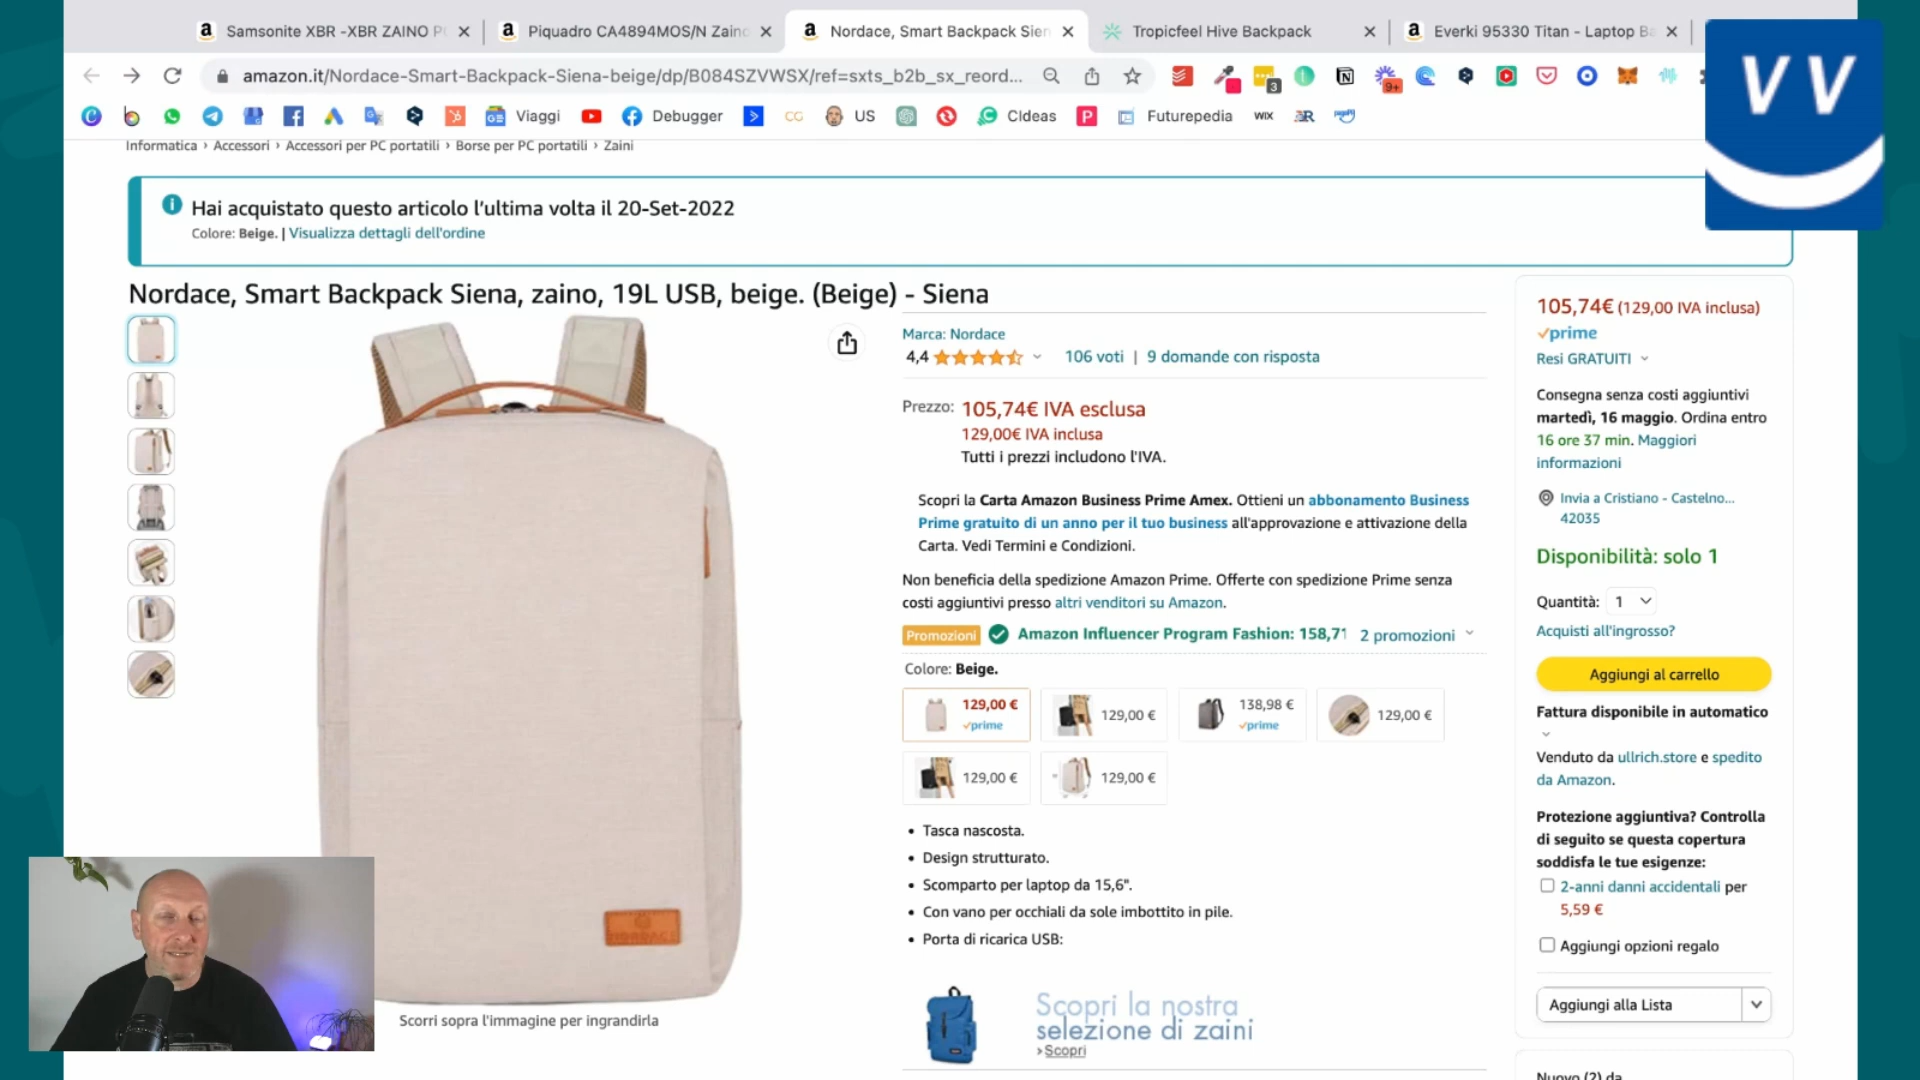 Samsonite XBR -XBR ZAINO P
Piquadro CA4894MOS/N Zaino
Nordace, Smart Backpack Sien
Tropicfeel Hive Backpack
Everki 95330 Titan - Laptop Ba
amazon.it/Nordace-Smart-Backpack-Siena-beige/dp/B084SZVWSX/ref=sxts_b2b_sx_reord...
3
9+
VV
Viaggi
Debugger
CG
US
CIdeas
Futurepedia
WIX
Informatica › Accessori › Accessori per PC portatili › Borse per PC portatili › Zaini
Hai acquistato questo articolo l'ultima volta il 20-Set-2022
Colore: Beige. | Visualizza dettagli dell'ordine
Nordace, Smart Backpack Siena, zaino, 19L USB, beige. (Beige) - Siena
Marca: Nordace
4,4 106 voti | 9 domande con risposta
Prezzo: 105,74€ IVA esclusa
129,00€ IVA inclusa
Tutti i prezzi includono l'IVA.
Scopri la Carta Amazon Business Prime Amex. Ottieni un abbonamento Business
Prime gratuito di un anno per il tuo business all'approvazione e attivazione della
Carta. Vedi Termini e Condizioni.
Non beneficia della spedizione Amazon Prime. Offerte con spedizione Prime senza
costi aggiuntivi presso altri venditori su Amazon.
Promozioni Amazon Influencer Program Fashion: 158,71 2 promozioni
Colore: Beige.
129,00 €
prime
129,00 €
138,98 €
prime
129,00 €
129,00 €
129,00 €
• Tasca nascosta.
• Design strutturato.
• Scomparto per laptop da 15,6".
• Con vano per occhiali da sole imbottito in pile.
• Porta di ricarica USB:
NORDACE
Scorri sopra l'immagine per ingrandirla
Scopri la nostra
selezione di zaini
› Scopri
105,74€ (129,00 IVA inclusa)
prime
Resi GRATUITI
Consegna senza costi aggiuntivi
martedì, 16 maggio. Ordina entro
16 ore 37 min. Maggiori
informazioni
Invia a Cristiano - Castelno...
42035
Disponibilità: solo 1
Quantità: 1
Acquisti all'ingrosso?
Aggiungi al carrello
Fattura disponibile in automatico
Venduto da ullrich.store e spedito
da Amazon.
Protezione aggiuntiva? Controlla
di seguito se questa copertura
soddisfa le tue esigenze:
2-anni danni accidentali per
5,59 €
Aggiungi opzioni regalo
Aggiungi alla Lista
Nuovo (2) da